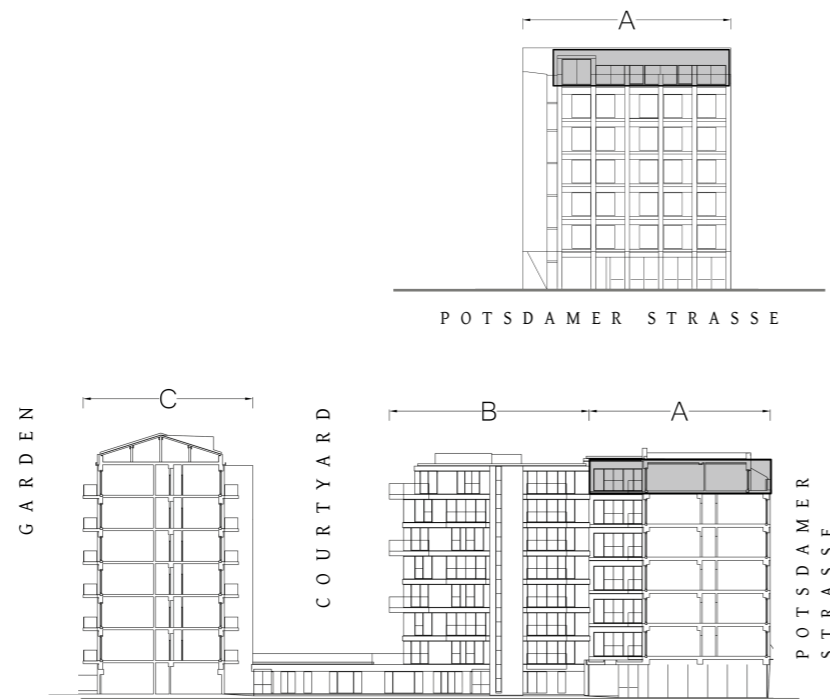 A
POTSDAMER STRASSE
GARDEN
C
COURTYARD
B
A
POTSDAMER
STRASSE